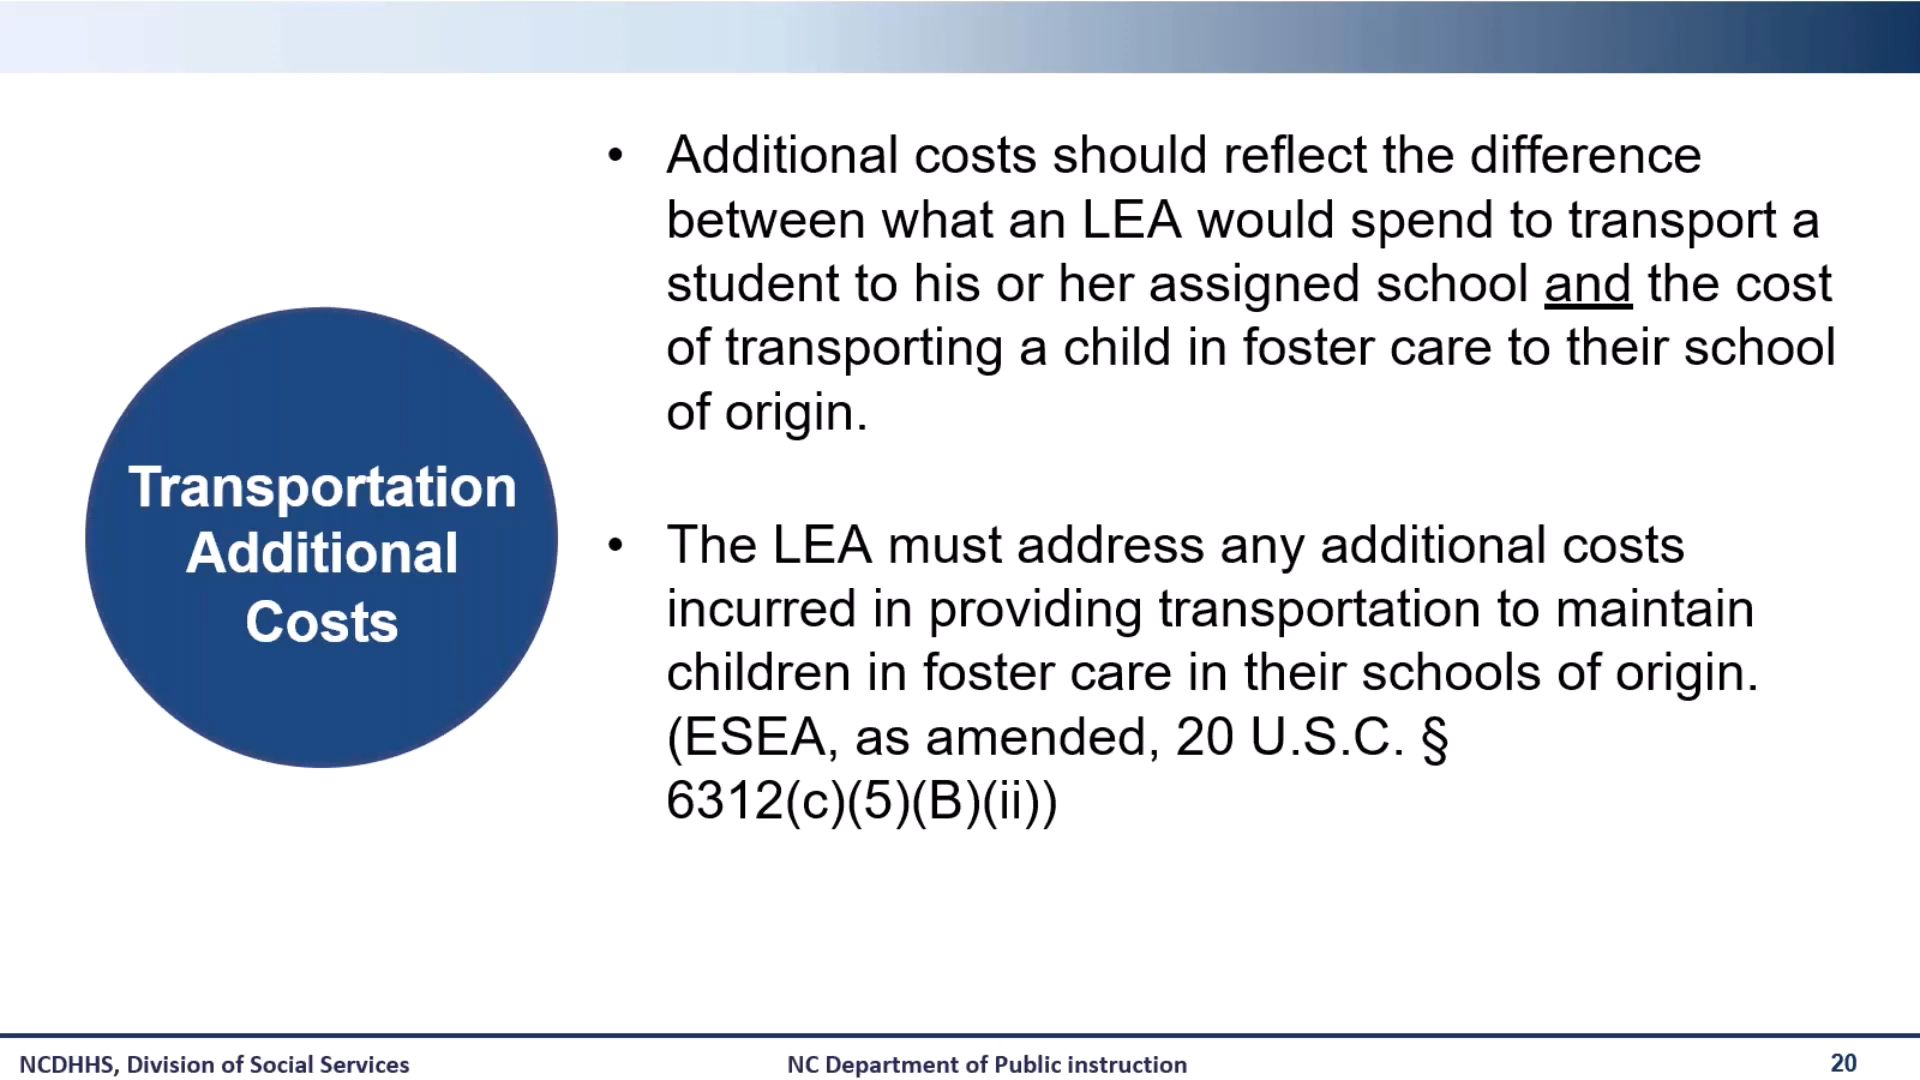 Transportation
Additional
Costs
• Additional costs should reflect the difference
between what an LEA would spend to transport a
student to his or her assigned school and the cost
of transporting a child in foster care to their school
of origin.
• The LEA must address any additional costs
incurred in providing transportation to maintain
children in foster care in their schools of origin.
(ESEA, as amended, 20 U.S.C. §
6312(c)(5)(B)(ii))
NCDHHS, Division of Social Services
NC Department of Public instruction
20